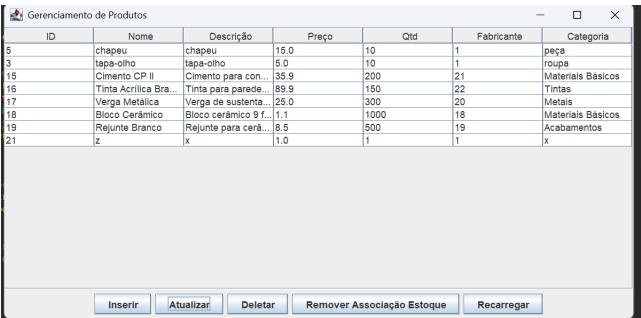 Gerenciamento de Produtos
ID Nome Descrição Preço Qtd Fabricante Categoria
5 chapeu chapeu 15.0 10 1 peça
3 tapa-olho tapa-olho 5.0 10 1 roupa
15 Cimento CP II Cimento para con... 35.9 200 21 Materiais Básicos
16 Tinta Acrílica Bra... Tinta para parede... 89.9 150 22 Tintas
17 Verga Metálica Verga de sustenta... 25.0 300 20 Metais
18 Bloco Cerâmico Bloco cerâmico 9 f... 1.1 1000 18 Materiais Básicos
19 Rejunte Branco Rejunte para cerâ... 8.5 500 19 Acabamentos
21 z x 1.0 1 1 x
Inserir Atualizar Deletar Remover Associação Estoque Recarregar